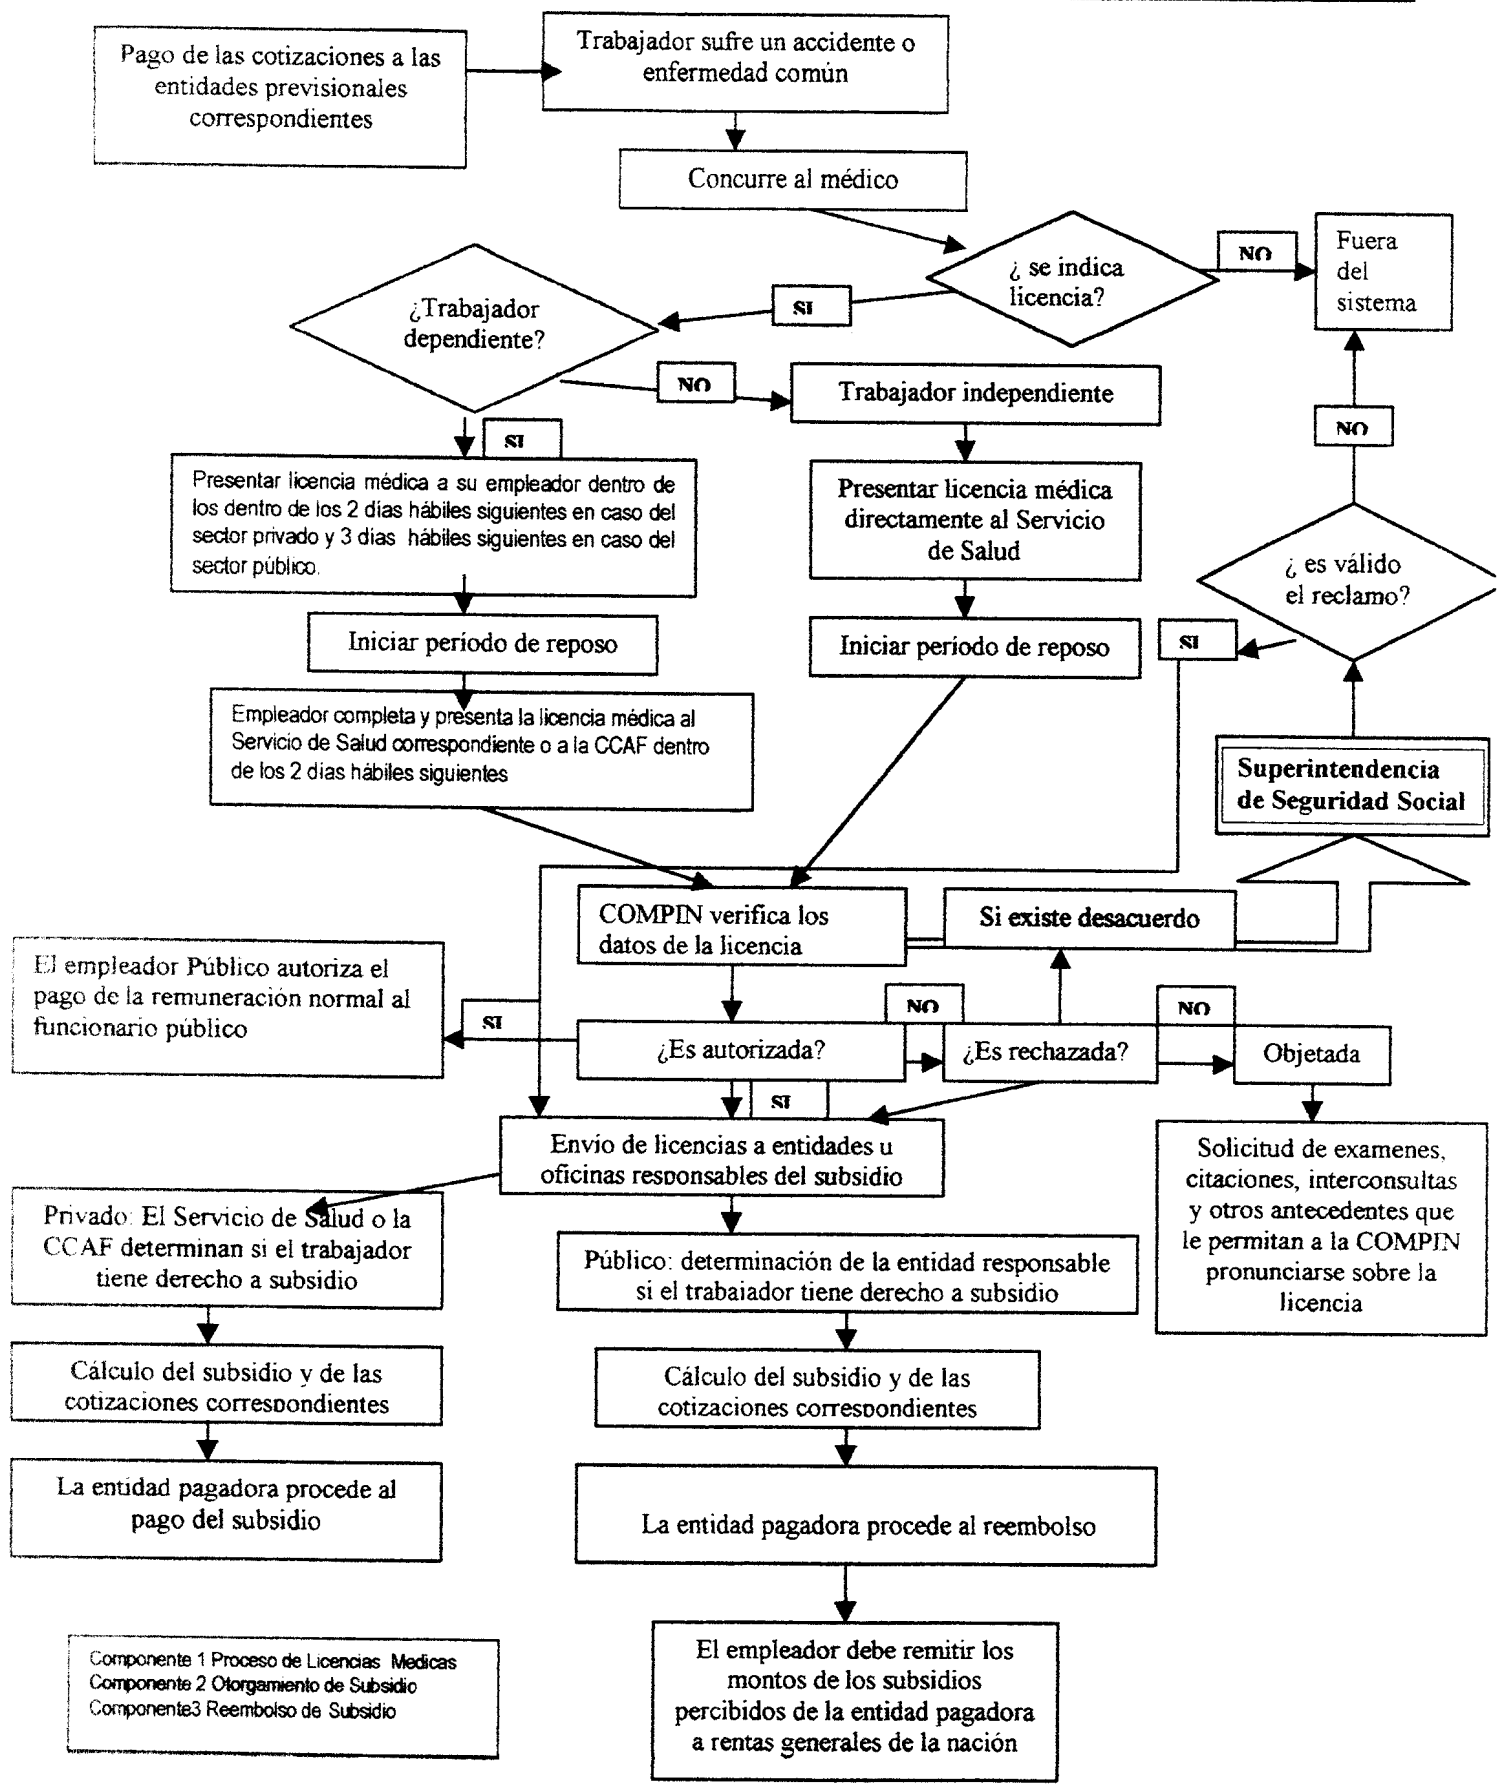 Pago de las cotizaciones a las
entidades previsionales
correspondientes
Trabajador sufre un accidente o
enfermedad común
Concurre al médico
¿ se indica
licencia?
NO
Fuera
del
sistema
SI
¿Trabajador
dependiente?
NO
Trabajador independiente
SI
NO
Presentar licencia médica a su empleador dentro de
los dentro de los 2 días hábiles siguientes en caso del
sector privado y 3 días hábiles siguientes en caso del
sector público.
Presentar licencia médica
directamente al Servicio
de Salud
¿ es válido
el reclamo?
SI
Iniciar período de reposo
Iniciar período de reposo
Empleador completa y presenta la licencia médica al
Servicio de Salud correspondiente o a la CCAF dentro
de los 2 días hábiles siguientes
Superintendencia
de Seguridad Social
COMPIN verifica los
datos de la licencia
Si existe desacuerdo
El empleador Público autoriza el
pago de la remuneración normal al
funcionario público
SI
NO
NO
¿Es autorizada?
¿Es rechazada?
Objetada
SI
Envío de licencias a entidades u
oficinas responsables del subsidio
Solicitud de examenes,
citaciones, interconsultas
y otros antecedentes que
le permitan a la COMPIN
pronunciarse sobre la
licencia
Privado: El Servicio de Salud o la
CCAF determinan si el trabajador
tiene derecho a subsidio
Público: determinación de la entidad responsable
si el trabajador tiene derecho a subsidio
Cálculo del subsidio y de las
cotizaciones correspondientes
Cálculo del subsidio y de las
cotizaciones correspondientes
La entidad pagadora procede al
pago del subsidio
La entidad pagadora procede al reembolso
El empleador debe remitir los
montos de los subsidios
percibidos de la entidad pagadora
a rentas generales de la nación
Componente 1 Proceso de Licencias Medicas
Componente 2 Otorgamiento de Subsidio
Componente3 Reembolso de Subsidio